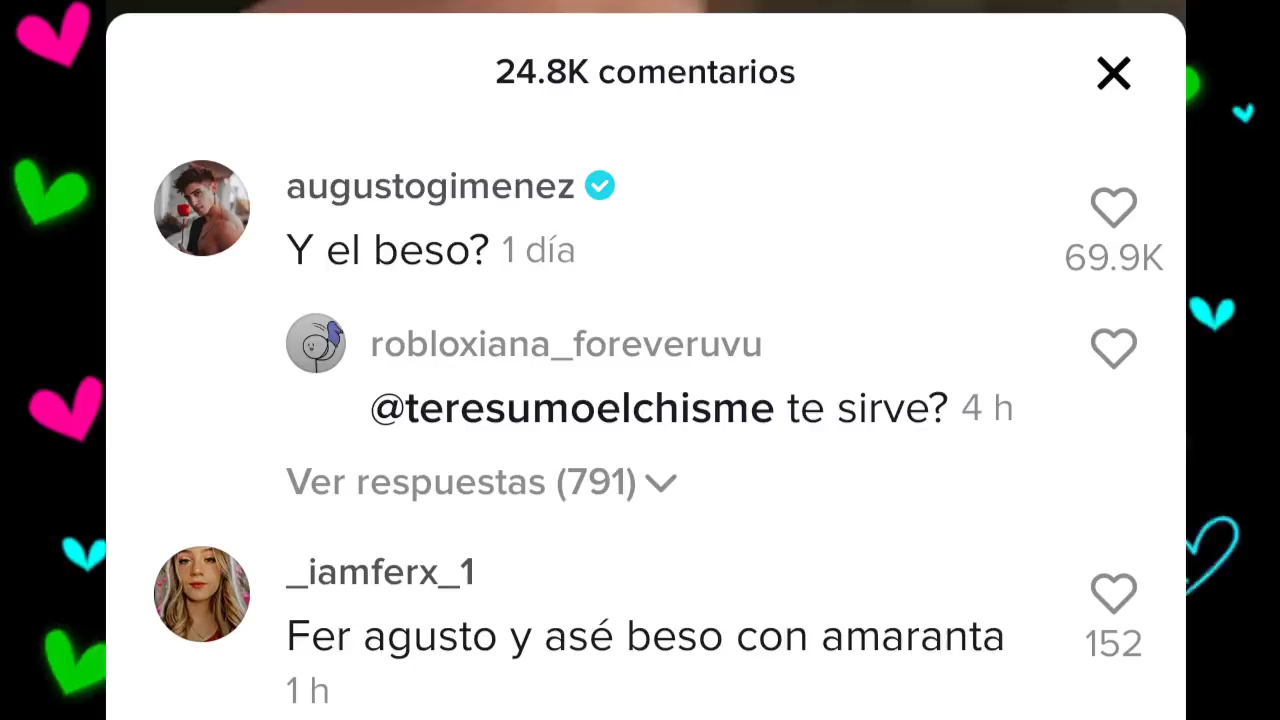 24.8K comentarios
augustogimenez
Y el beso? 1 día
69.9K
robloxiana_foreveruvu
@teresumoelchisme te sirve? 4 h
Ver respuestas (791)
_iamferx_1
Fer agusto y asé beso con amaranta
152
1 h